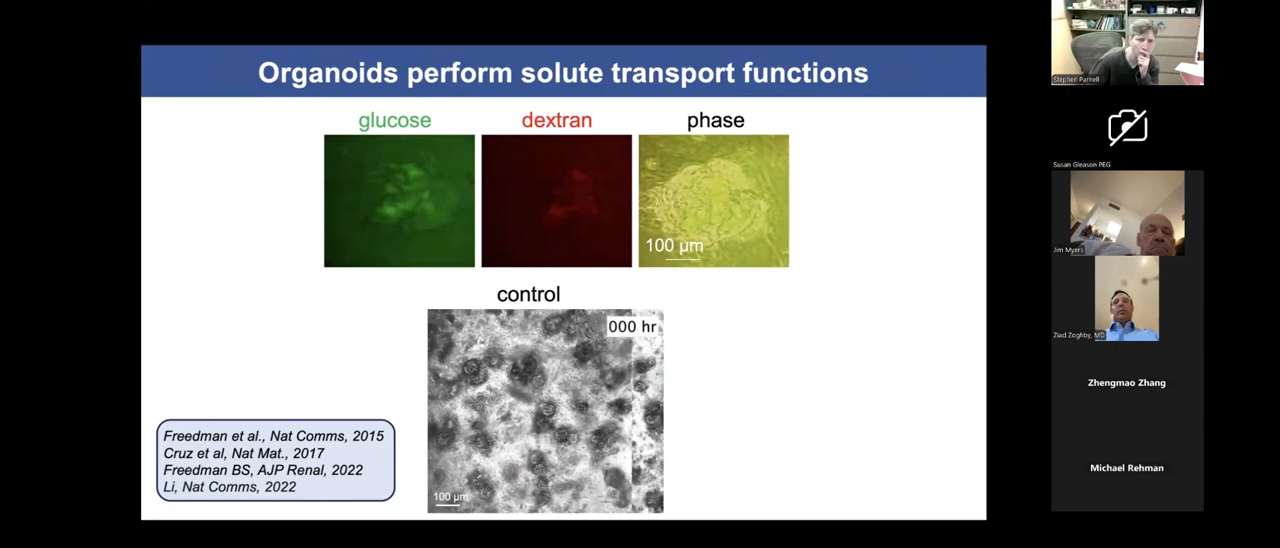 Organoids perform solute transport functions
glucose
dextran
phase
100 µm
control
000 hr
100 µm
Freedman et al., Nat Comms, 2015
Cruz et al, Nat Mat., 2017
Freedman BS, AJP Renal, 2022
Li, Nat Comms, 2022
Stephen Parnell
Susan Gleason PEG
Jim Myers
Ziad Zoghby, MD
Zhengmao Zhang
Michael Rehman